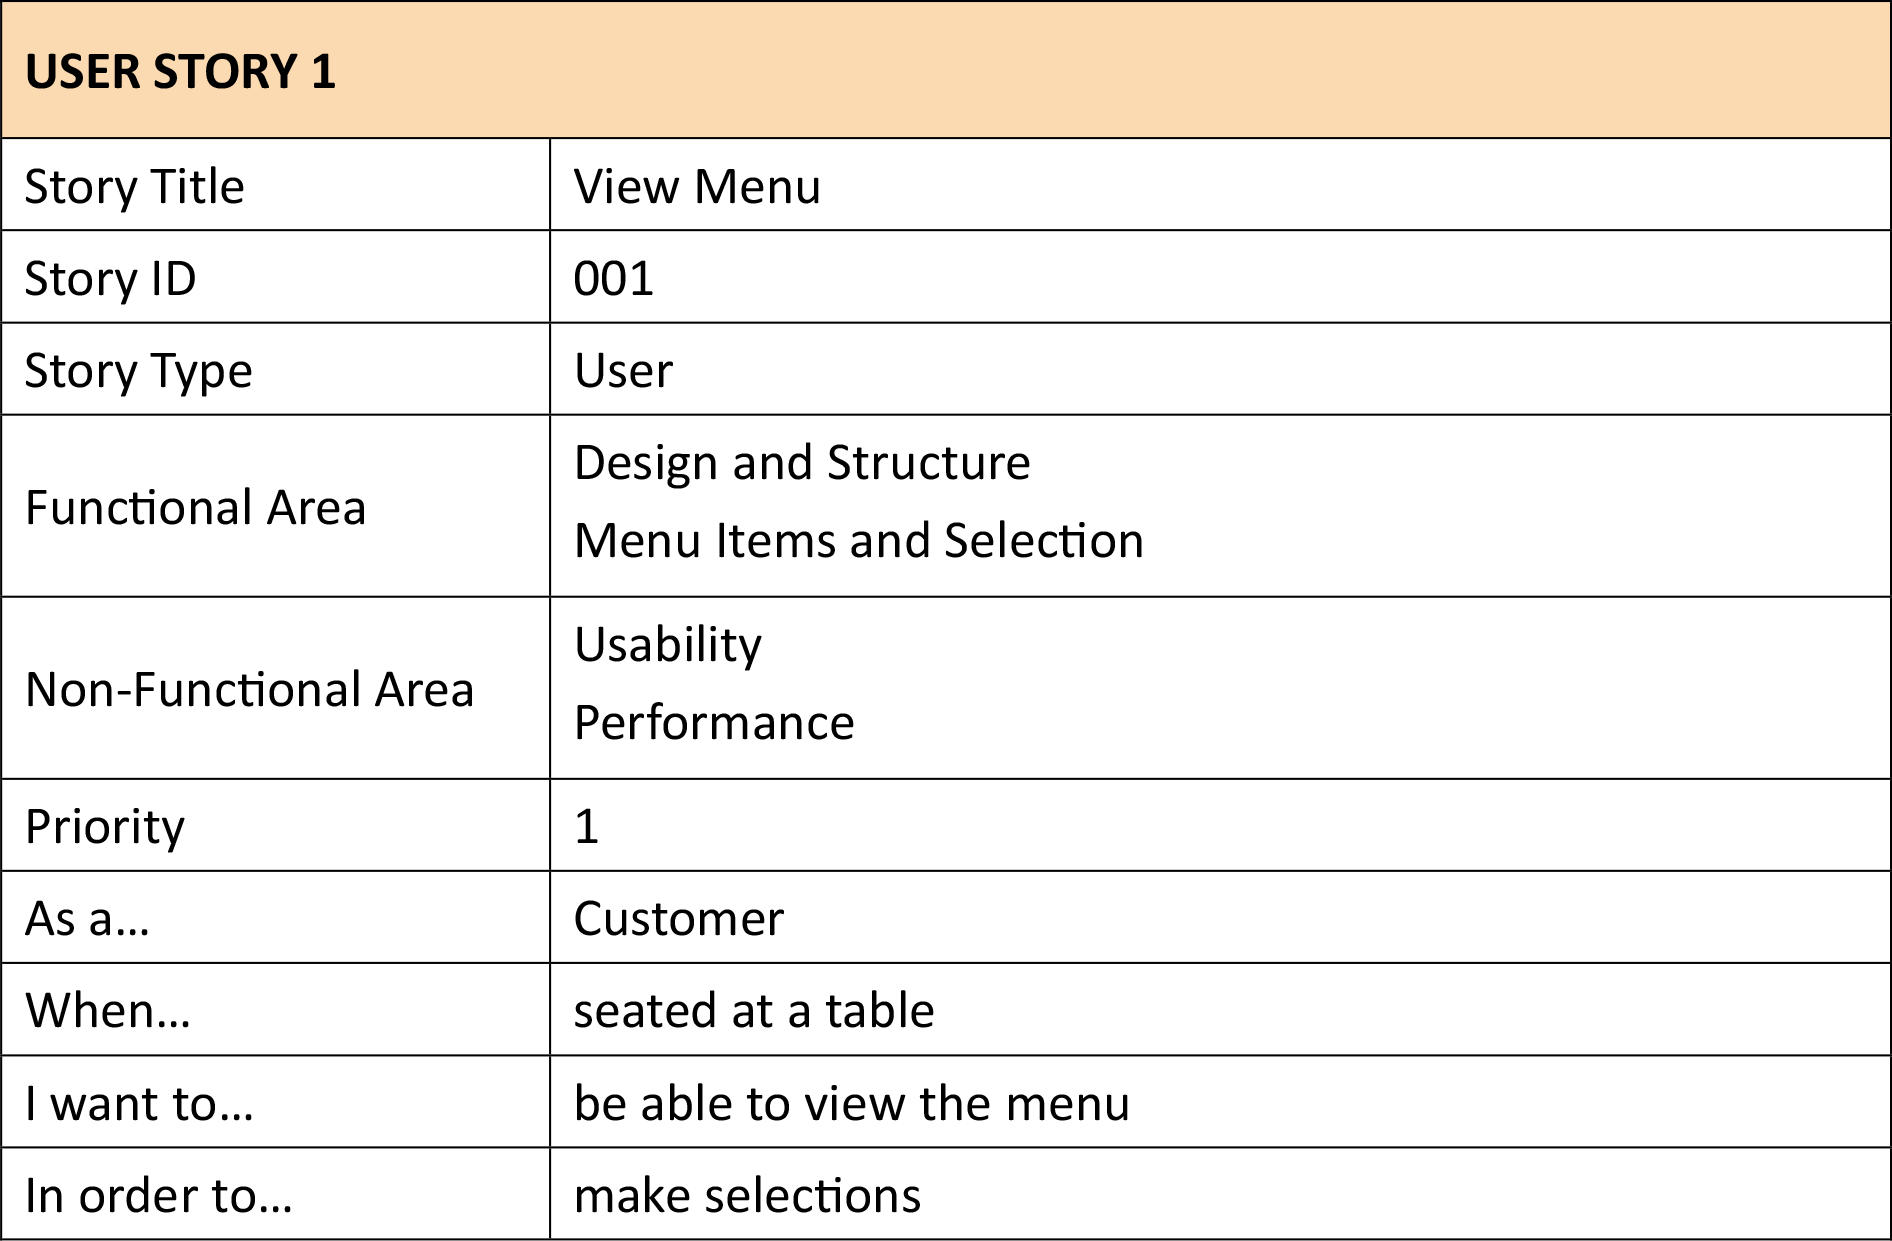 USER STORY 1
Story Title
View Menu
Story ID
001
Story Type
User
Functional Area
Design and Structure
Menu Items and Selection
Non-Functional Area
Usability
Performance
Priority
1
As a…
Customer
When…
seated at a table
I want to…
be able to view the menu
In order to…
make selections